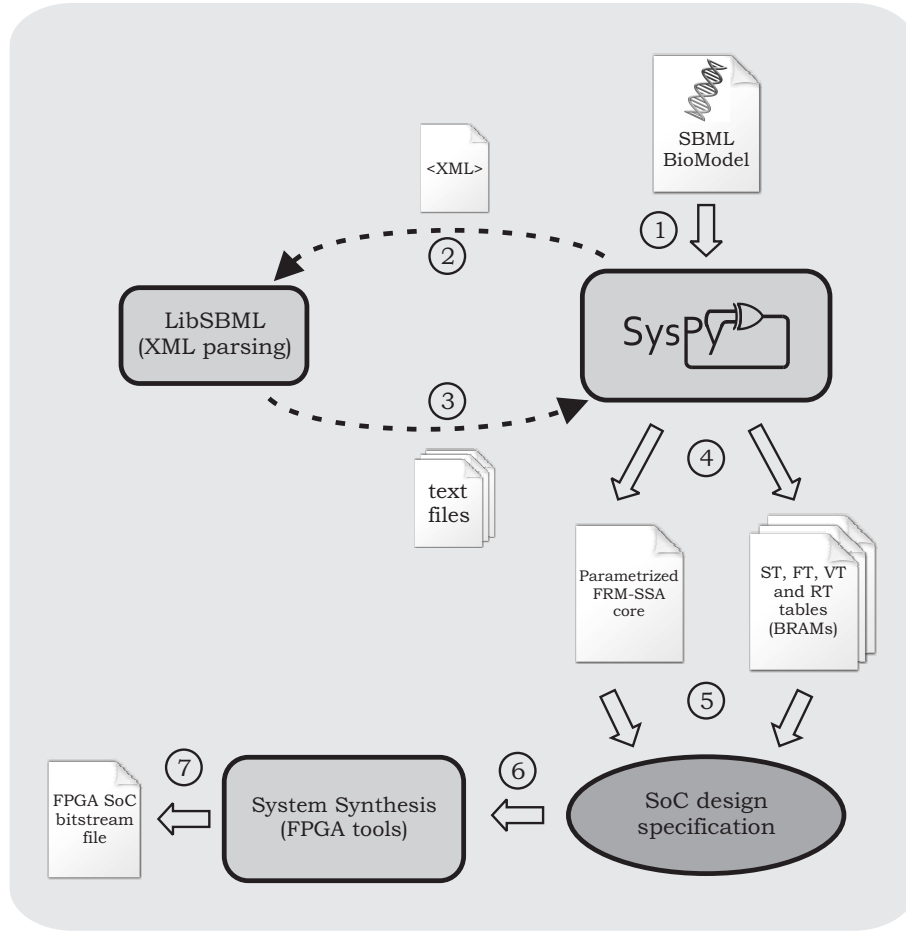 SBML
BioModel
<XML>
1
2
LibSBML
(XML parsing)
SysPy
3
text
files
4
Parametrized
FRM-SSA
core
ST, FT, VT
and RT
tables
(BRAMs)
5
SoC design
specification
6
System Synthesis
(FPGA tools)
7
FPGA SoC
bitstream
file